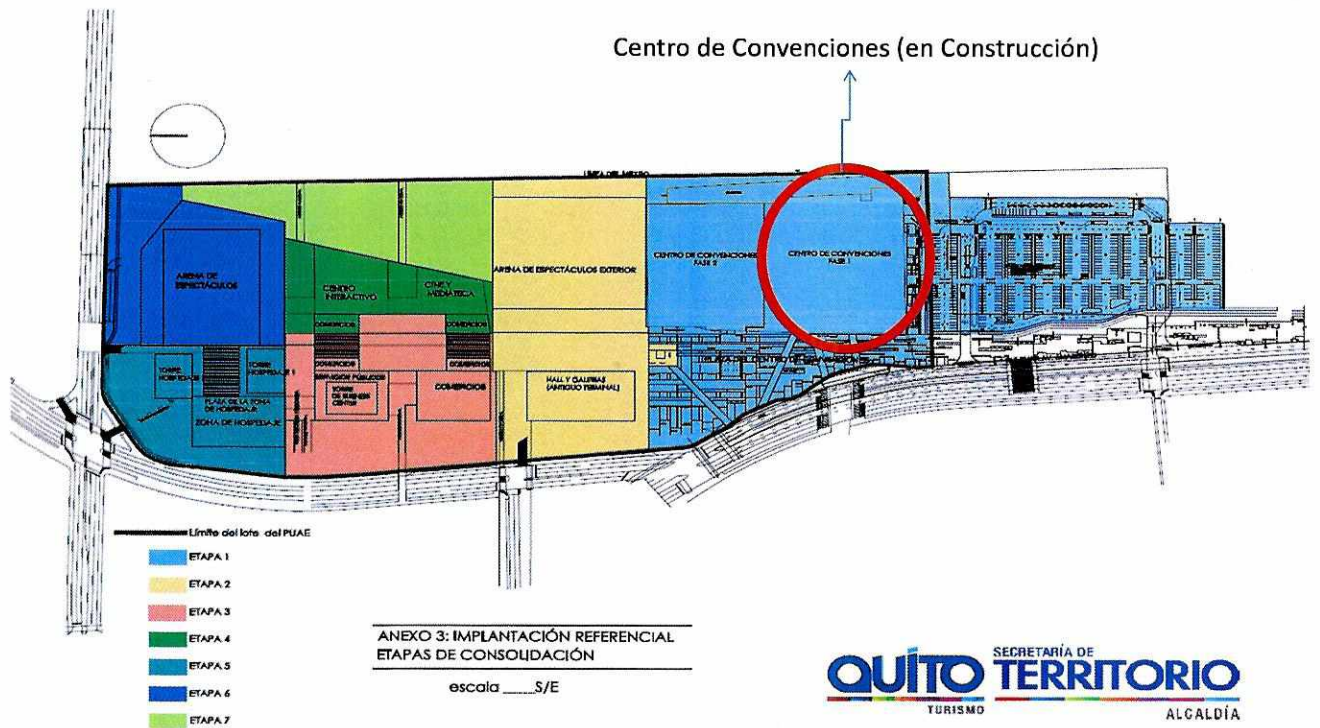 Centro de Convenciones (en Construcción)
LÍNEA DEL METRO
ARENA DE
ESPECTÁCULOS
CENTRO
INTERACTIVO
CINE Y
MEDIATECA
ARENA DE ESPECTÁCULOS EXTERIOR
CENTRO DE CONVENCIONES
FASE 2
CENTRO DE CONVENCIONES
FASE 1
COMERCIOS
COMERCIOS
COMERCIOS
COMERCIOS
TORRE
HOSPEDAJE
TORRE
HOSPEDAJE 1
PLAZA DE LA ZONA
DE HOSPEDAJE
ZONA DE HOSPEDAJE
TORRE
DE BUSINESS
CENTER
COMERCIOS
HALL Y GALERIAS
(ANTIGUO TERMINAL)
Límite del lote del PUAE
ETAPA 1
ETAPA 2
ETAPA 3
ETAPA 4
ETAPA 5
ETAPA 6
ETAPA 7
ANEXO 3: IMPLANTACIÓN REFERENCIAL
ETAPAS DE CONSOLIDACIÓN
escala ____S/E
QUITO
TURISMO
SECRETARÍA DE
TERRITORIO
ALCALDÍA